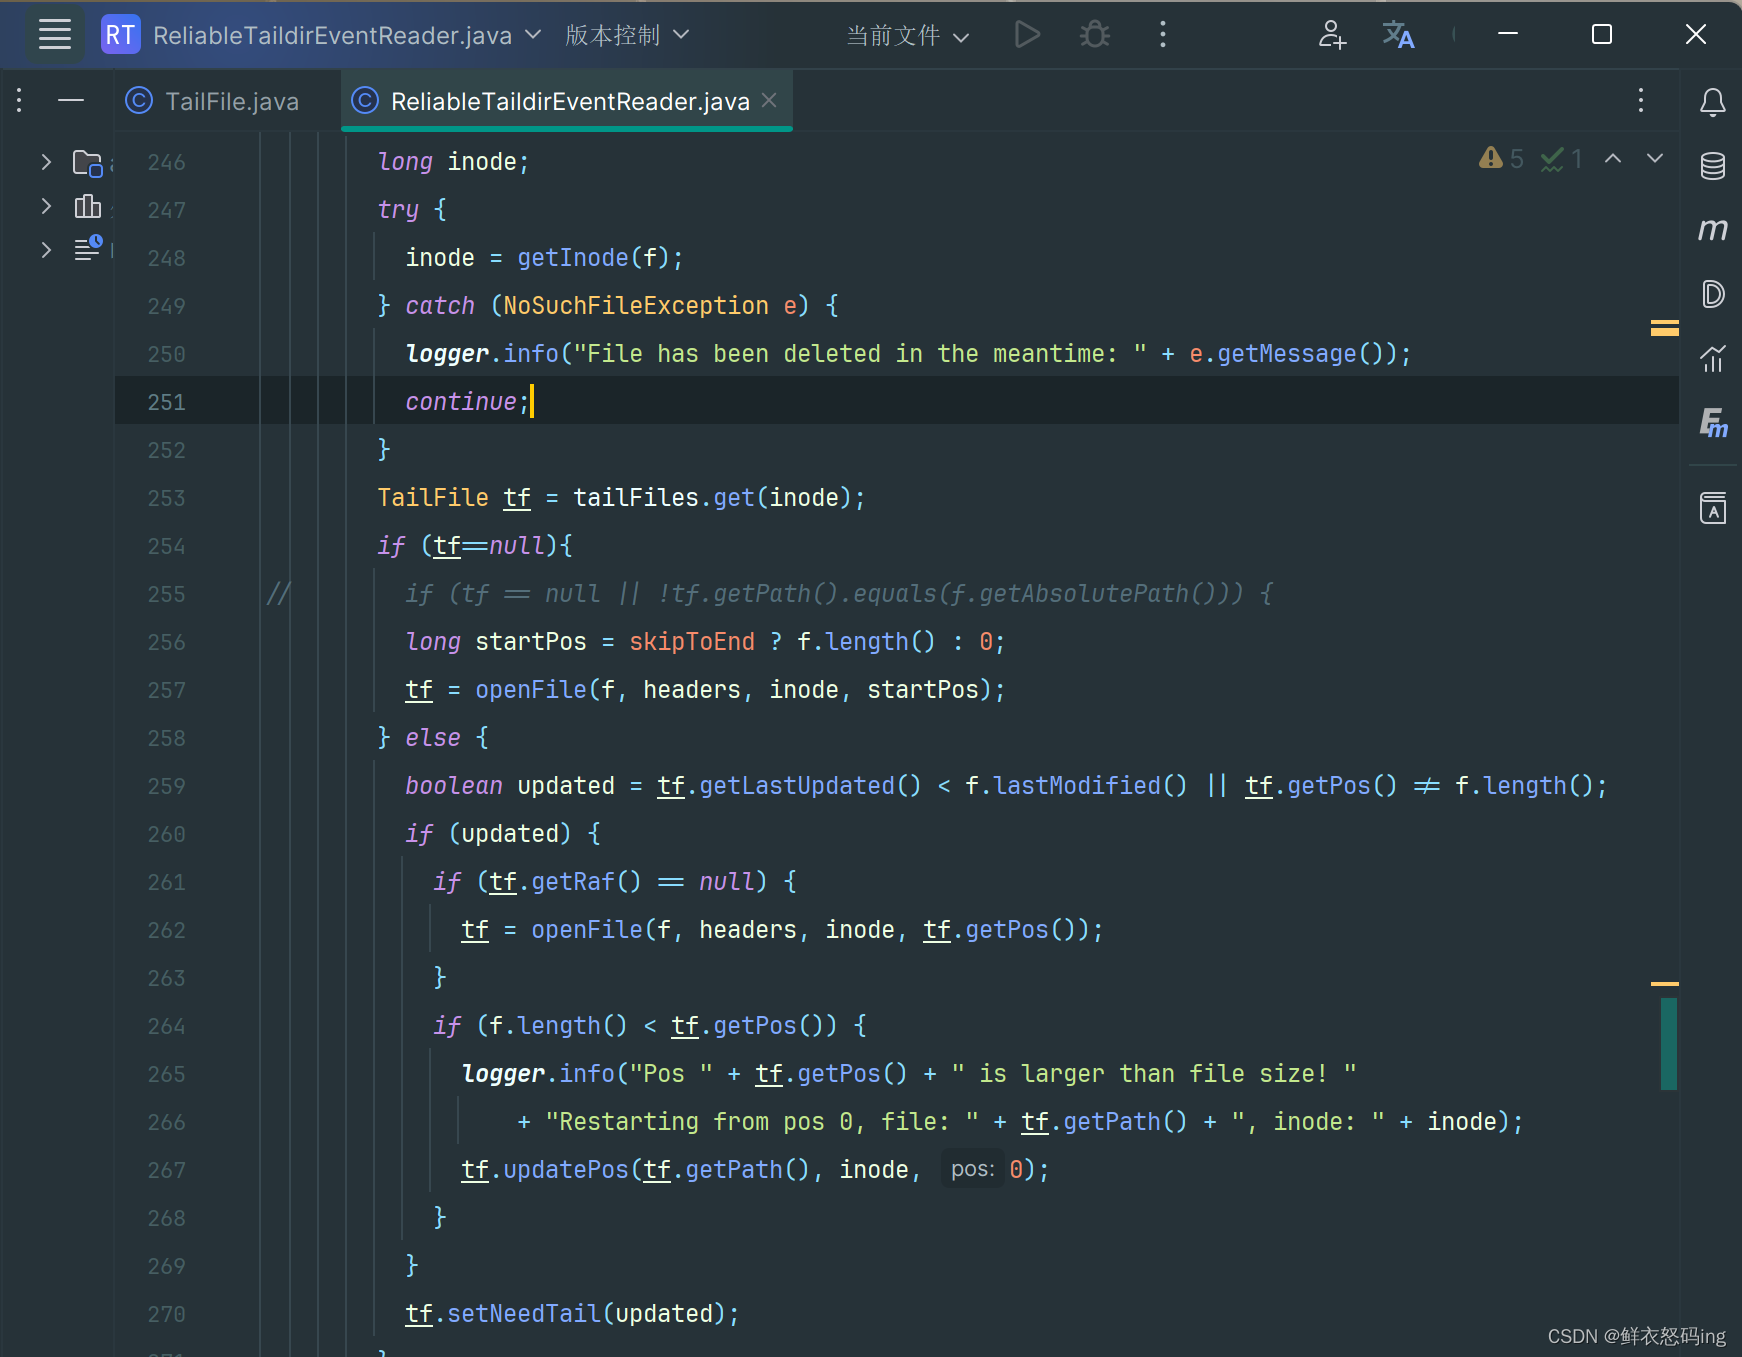 RT ReliableTaildirEventReader.java 版本控制 当前文件
TailFile.java ReliableTaildirEventReader.java
5 1
246 long inode;
247 try {
248 inode = getInode(f);
249 } catch (NoSuchFileException e) {
250 logger.info("File has been deleted in the meantime: " + e.getMessage());
251 continue;
252 }
253 TailFile tf = tailFiles.get(inode);
254 if (tf==null){
255 // if (tf == null || !tf.getPath().equals(f.getAbsolutePath())) {
256 long startPos = skipToEnd ? f.length() : 0;
257 tf = openFile(f, headers, inode, startPos);
258 } else {
259 boolean updated = tf.getLastUpdated() < f.lastModified() || tf.getPos() != f.length();
260 if (updated) {
261 if (tf.getRaf() == null) {
262 tf = openFile(f, headers, inode, tf.getPos());
263 }
264 if (f.length() < tf.getPos()) {
265 logger.info("Pos " + tf.getPos() + " is larger than file size! "
266 + "Restarting from pos 0, file: " + tf.getPath() + ", inode: " + inode);
267 tf.updatePos(tf.getPath(), inode, pos: 0);
268 }
269 }
270 tf.setNeedTail(updated);
CSDN @鲜衣怒码ing